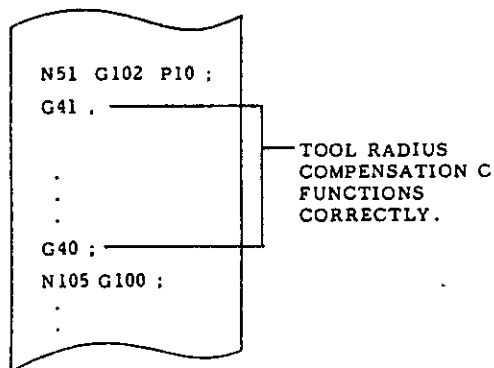 N51 G102 P10 ;
G41 ,
.
.
.
G40 ;
N105 G100 ;
.
.
TOOL RADIUS
COMPENSATION C
FUNCTIONS
CORRECTLY.